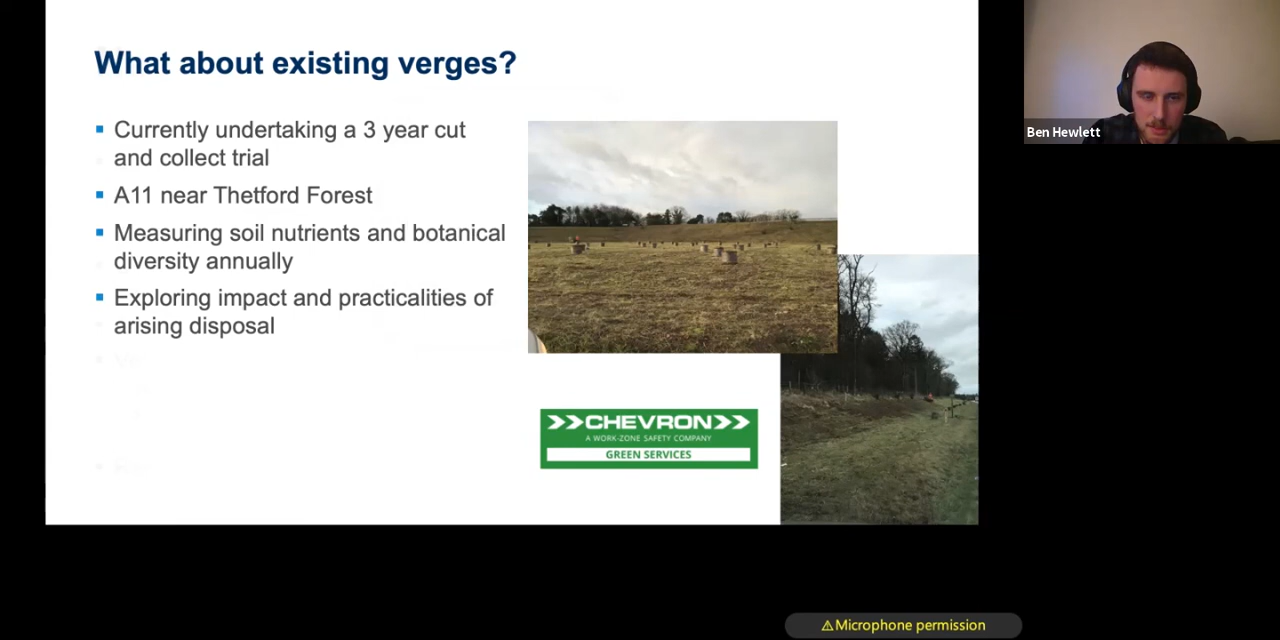 What about existing verges?
Currently undertaking a 3 year cut
and collect trial
A11 near Thetford Forest
Measuring soil nutrients and botanical
diversity annually
Exploring impact and practicalities of
arising disposal
CHEVRON
A WORK-ZONE SAFETY COMPANY
GREEN SERVICES
Ben Hewlett
Microphone permission